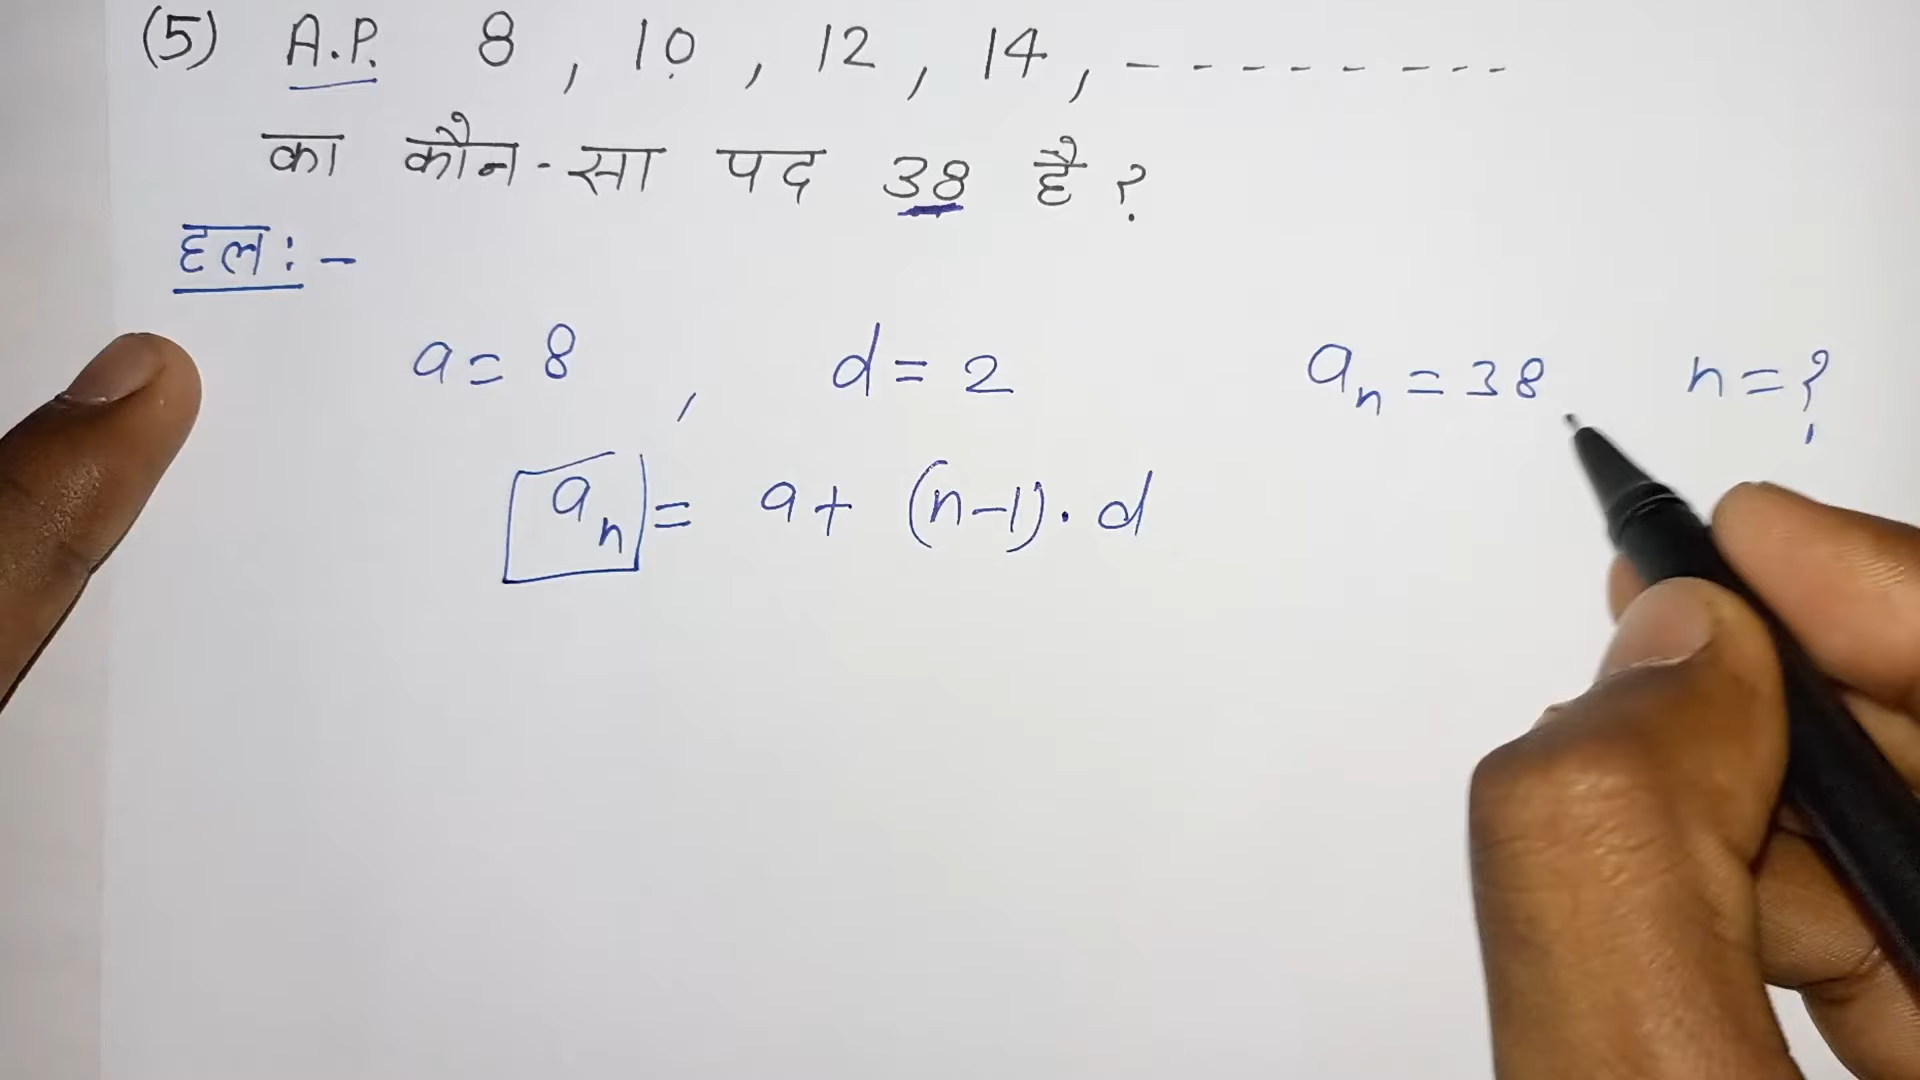 (5) A.P. 8 , 10 , 12 , 14 , - - - - - - - - -
का कौन-सा पद 38 है ?
हल :-
a = 8 , d = 2 an = 38 n = ?
an = a + (n-1). d